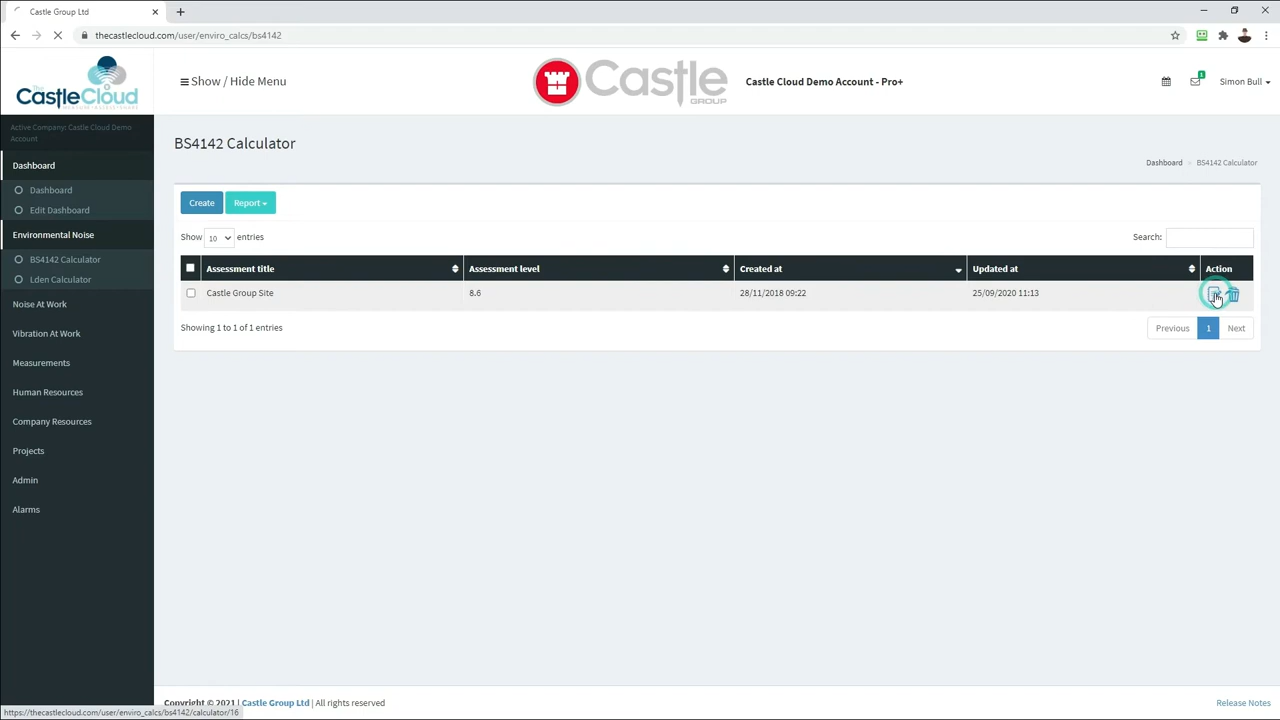 Castle Group Ltd
thecastlecloud.com/user/enviro_calcs/bs4142
The
CastleCloud
Show / Hide Menu
Castle
GROUP
Castle Cloud Demo Account - Pro+
1
Simon Bull
Active Company: Castle Cloud Demo
Account
Dashboard
Dashboard
Edit Dashboard
Environmental Noise
BS4142 Calculator
Lden Calculator
Noise At Work
Vibration At Work
Measurements
Human Resources
Company Resources
Projects
Admin
Alarms
BS4142 Calculator
Dashboard
BS4142 Calculator
Create
Report
Show 10 entries
Search:
Assessment title Assessment level Created at Updated at Action
Castle Group Site 8.6 28/11/2018 09:22 25/09/2020 11:13
Showing 1 to 1 of 1 entries
Previous 1 Next
Copyright © 2021 | Castle Group Ltd | All rights reserved
Release Notes
https://thecastlecloud.com/user/enviro_calcs/bs4142/calculator/16